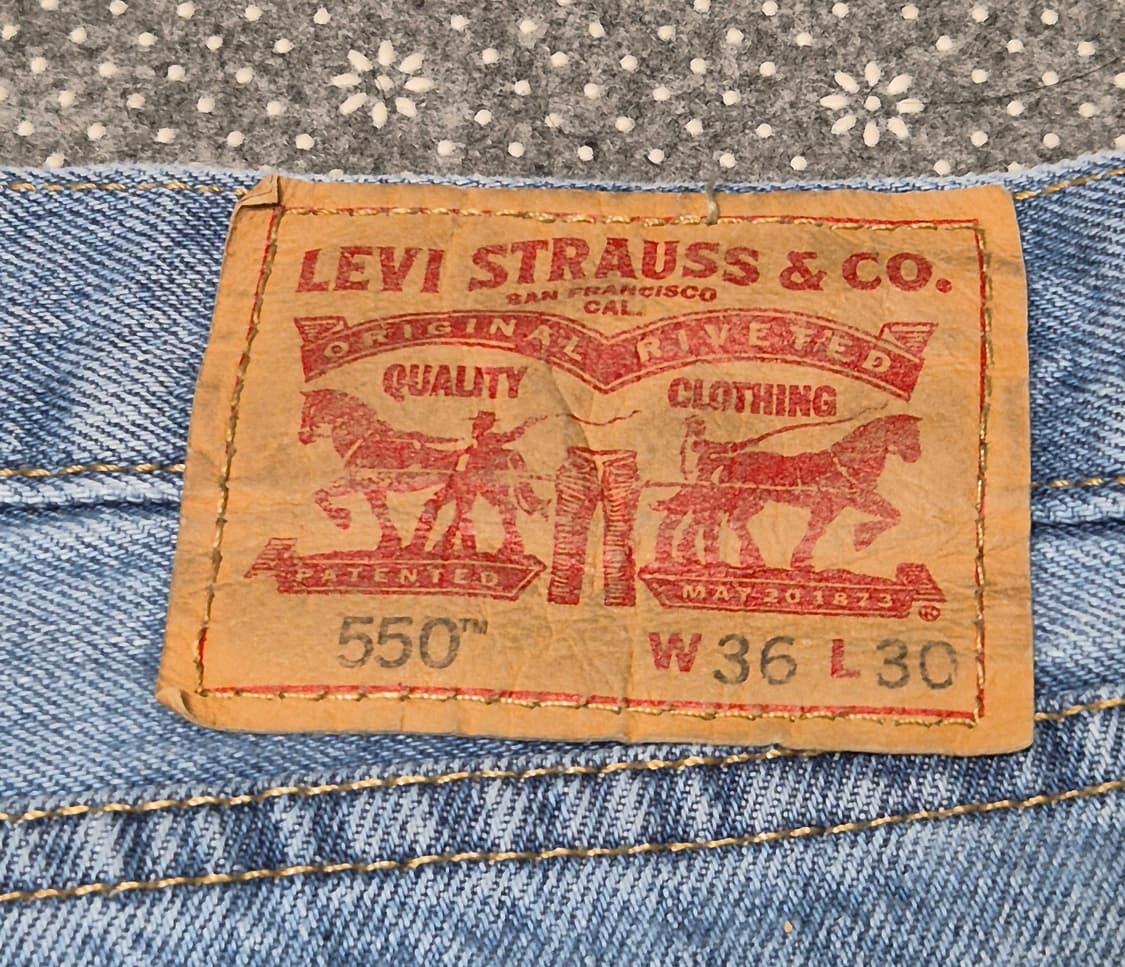 LEVI STRAUSS & CO.
SAN FRANCISCO
CAL.
ORIGINAL RIVETED
QUALITY CLOTHING
PATENTED MAY 20 1873 ®
550™ W 36 L 30